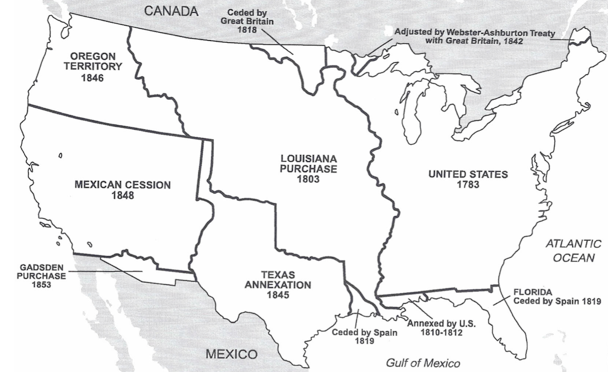 CANADA
Ceded by
Great Britain
1818
Adjusted by Webster-Ashburton Treaty
with Great Britain, 1842
OREGON
TERRITORY
1846
LOUISIANA
PURCHASE
1803
UNITED STATES
1783
MEXICAN CESSION
1848
ATLANTIC
OCEAN
GADSDEN
PURCHASE
1853
TEXAS
ANNEXATION
1845
FLORIDA
Ceded by Spain 1819
Ceded by Spain
1819
Annexed by U.S.
1810-1812
MEXICO
Gulf of Mexico